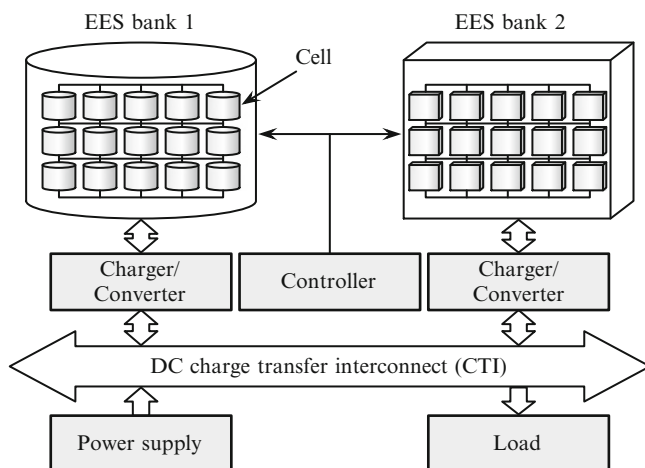 EES bank 1
EES bank 2
Cell
Charger/
Converter
Controller
Charger/
Converter
DC charge transfer interconnect (CTI)
Power supply
Load